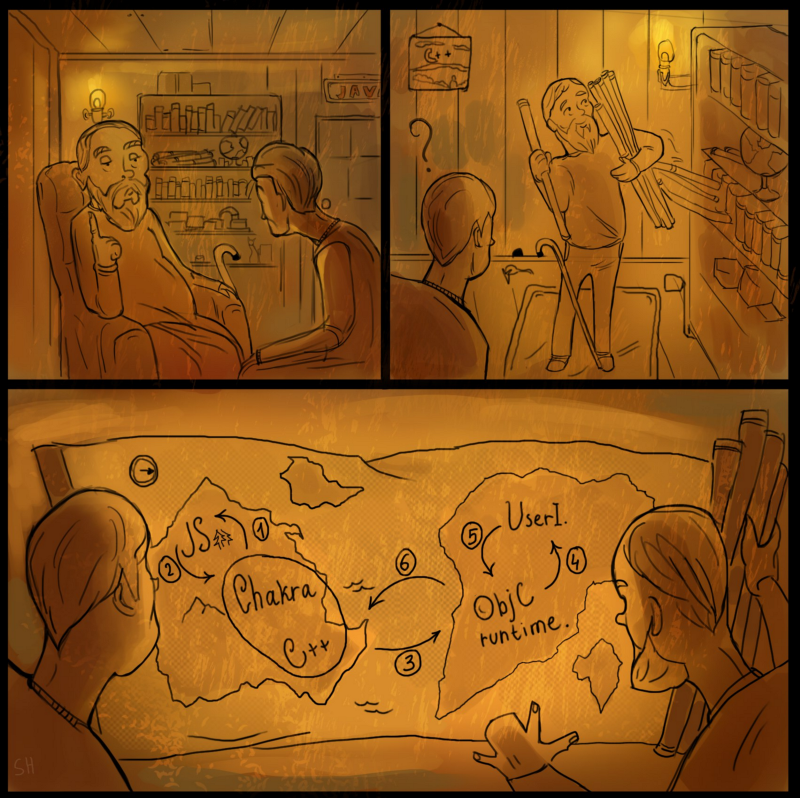 JAV
C++
?
JS
1
2
Chakra
C++
3
UserI.
4
5
ObjC
runtime.
6
SH